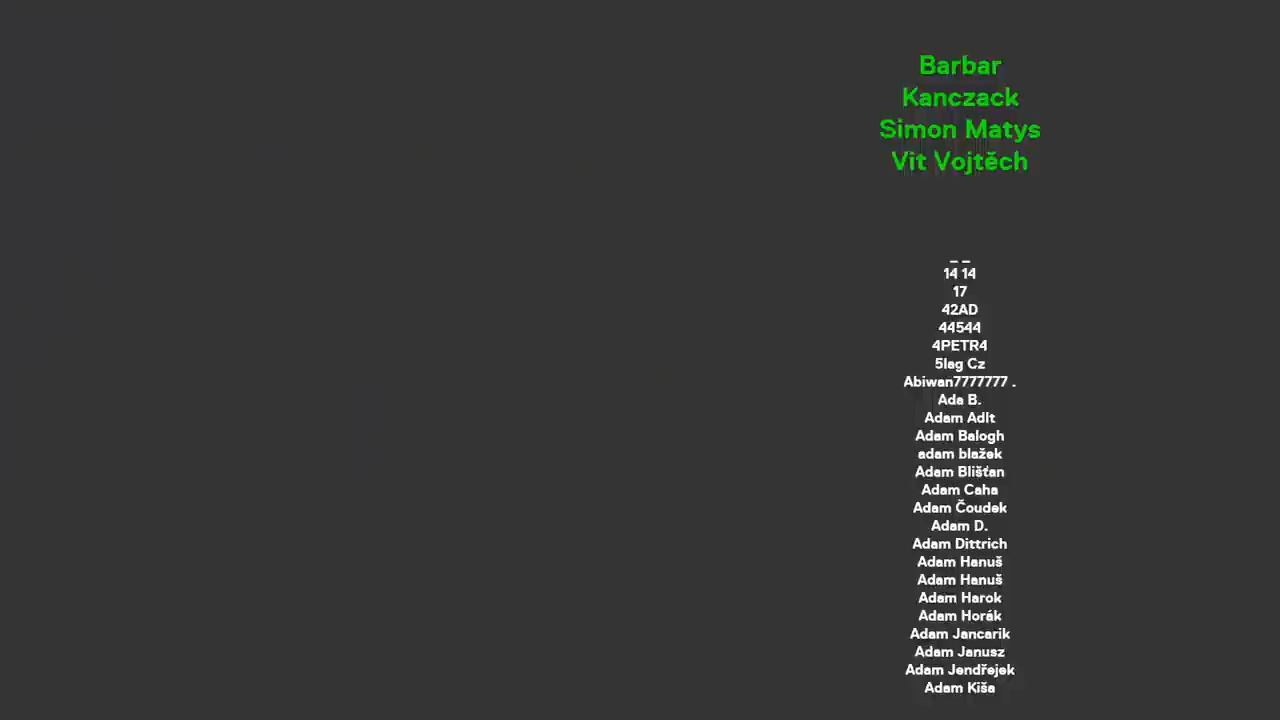 Barbar
Kanczack
Simon Matys
Vit Vojtěch
_ _
14 14
17
42AD
44544
4PETR4
5lag Cz
Abiwan7777777 .
Ada B.
Adam Adlt
Adam Balogh
adam blažek
Adam Blišťan
Adam Caha
Adam Čoudek
Adam D.
Adam Dittrich
Adam Hanuš
Adam Hanuš
Adam Harok
Adam Horák
Adam Jancarik
Adam Janusz
Adam Jendřejek
Adam Kiša